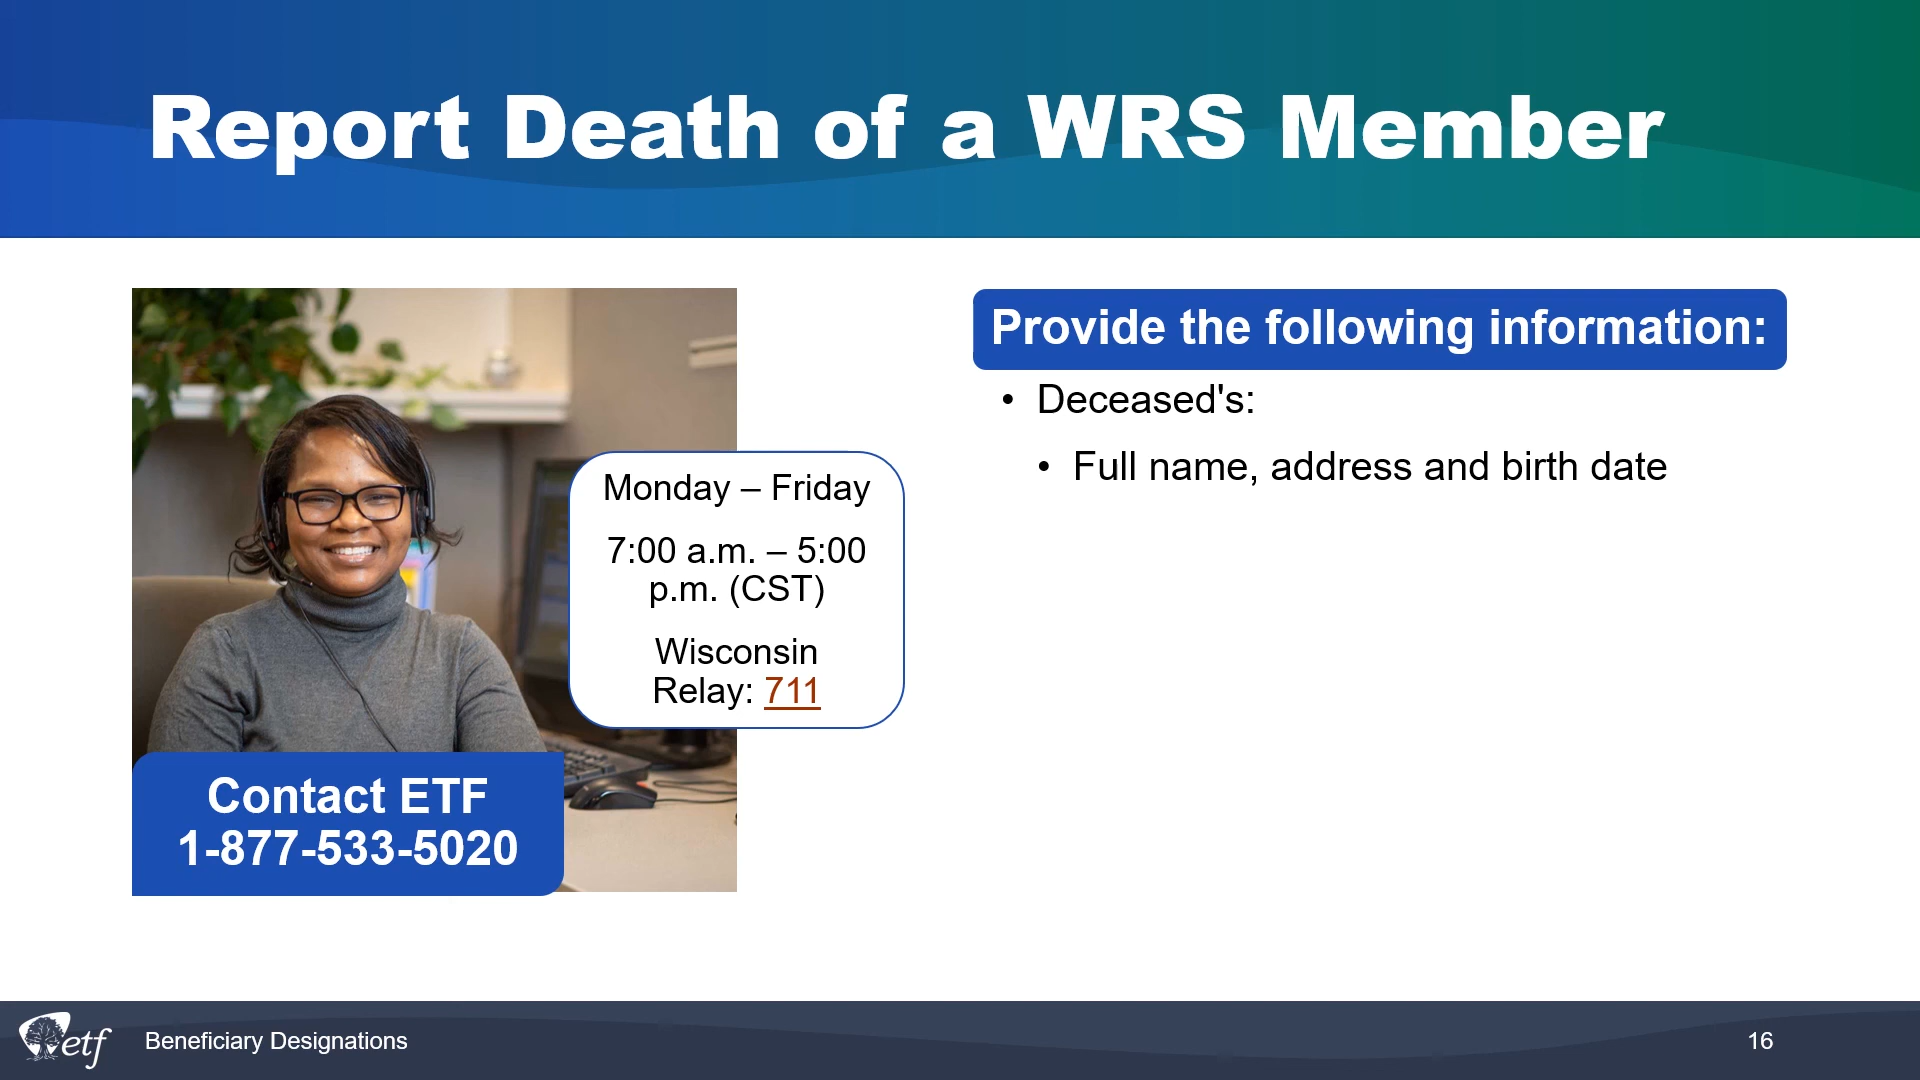 Report Death of a WRS Member
Monday – Friday
7:00 a.m. – 5:00
p.m. (CST)
Wisconsin
Relay: 711
Contact ETF
1-877-533-5020
Provide the following information:
• Deceased's:
• Full name, address and birth date
etf
Beneficiary Designations
16